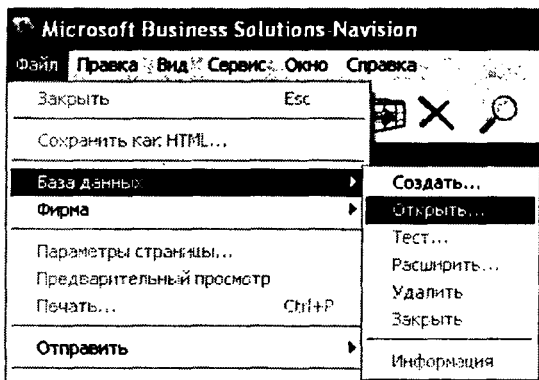 Microsoft Business Solutions-Navision
Файл Правка Вид Сервис Окно Справка
Закрыть Esc
Сохранить как HTML...
База данных
Фирма
Параметры страницы...
Предварительный просмотр
Печать... Ctrl+P
Отправить
Создать...
Открыть...
Тест...
Расширить...
Удалить
Закрыть
Информация